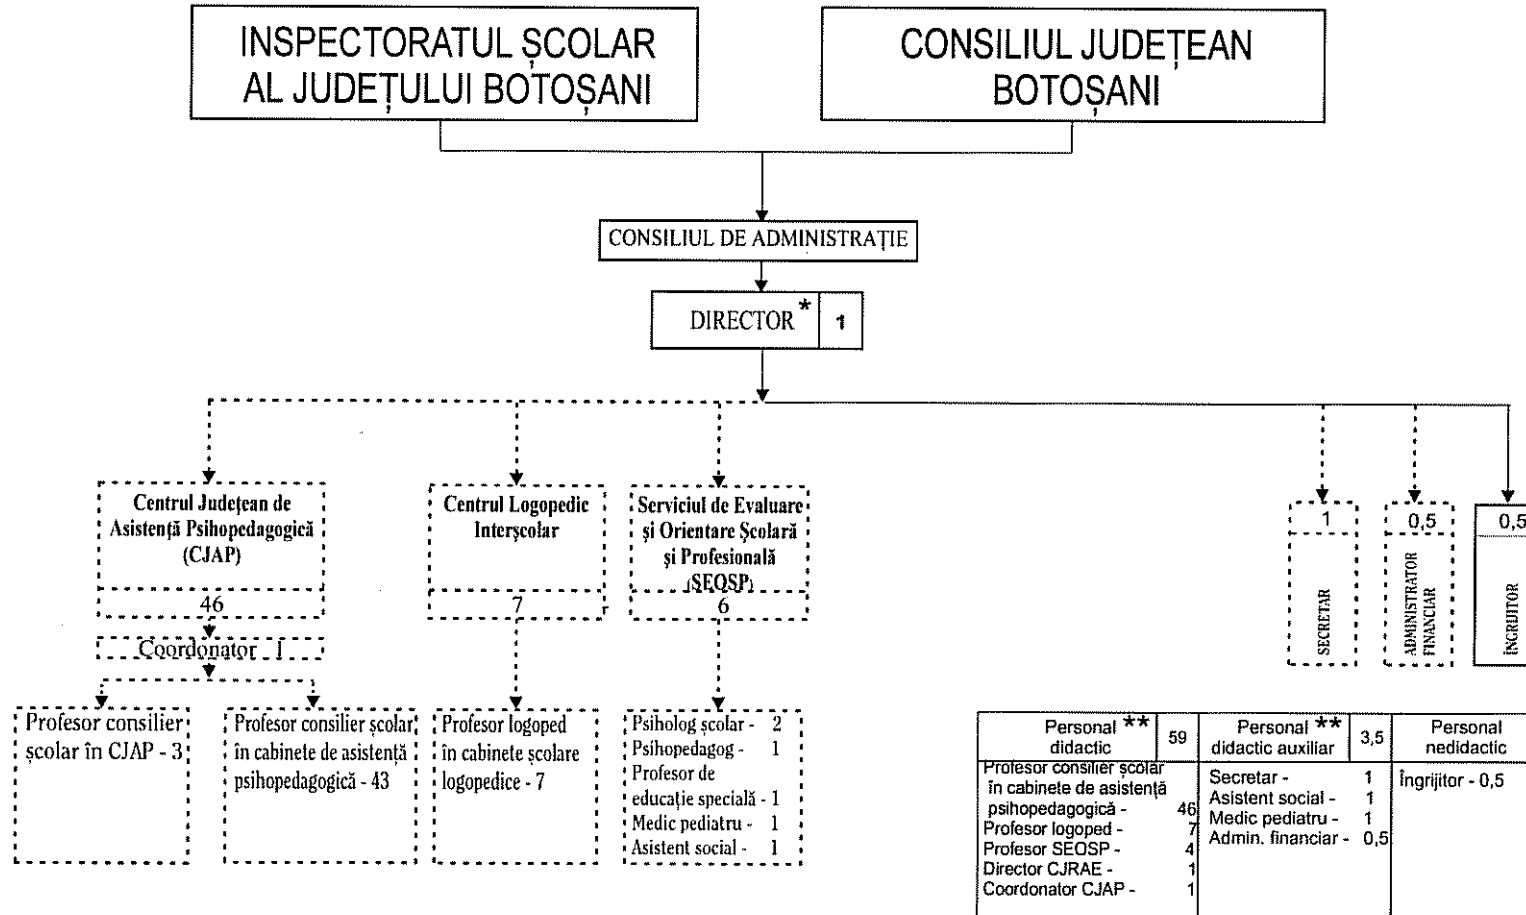 INSPECTORATUL ȘCOLAR
AL JUDEȚULUI BOTOȘANI
CONSILIUL JUDEȚEAN
BOTOȘANI
CONSILIUL DE ADMINISTRAȚIE
DIRECTOR * 1
Centrul Județean de
Asistență Psihopedagogică
(CJAP)
46
Coordonator - 1
Centrul Logopedic
Interșcolar
7
Serviciul de Evaluare
și Orientare Școlară
și Profesională
(SEOSP)
6
1
SECRETAR
0,5
ADMINISTRATOR
FINANCIAR
0,5
ÎNGRIJITOR
Profesor consilier
școlar în CJAP - 3
Profesor consilier școlar
în cabinete de asistență
psihopedagogică - 43
Profesor logoped
în cabinete școlare
logopedice - 7
Psiholog școlar - 2
Psihopedagog - 1
Profesor de
educație specială - 1
Medic pediatru - 1
Asistent social - 1
Personal **
didactic
59
Profesor consilier școlar
în cabinete de asistență
psihopedagogică - 46
Profesor logoped - 7
Profesor SEOSP - 4
Director CJRAE - 1
Coordonator CJAP - 1
Personal **
didactic auxiliar
3,5
Secretar - 1
Asistent social - 1
Medic pediatru - 1
Admin. financiar - 0,5
Personal
nedidactic
Îngrijitor - 0,5